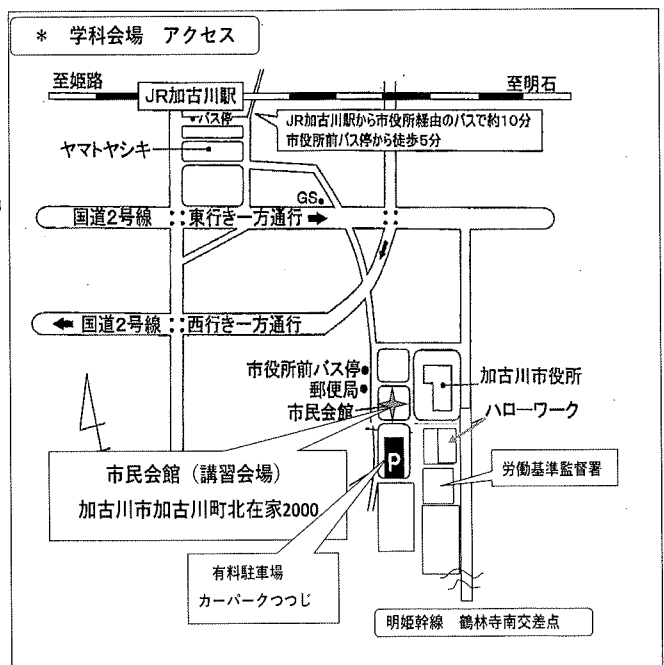 * 学科会場 アクセス
至姫路
JR加古川駅
至明石
バス停
JR加古川駅から市役所経由のバスで約10分
市役所前バス停から徒歩5分
ヤマトヤシキ
GS
国道2号線
東行き一方通行
国道2号線
西行き一方通行
市役所前バス停
郵便局
市民会館
加古川市役所
ハローワーク
P
市民会館（講習会場）
加古川市加古川町北在家2000
労働基準監督署
有料駐車場
カーパークつつじ
明姫幹線 鶴林寺南交差点